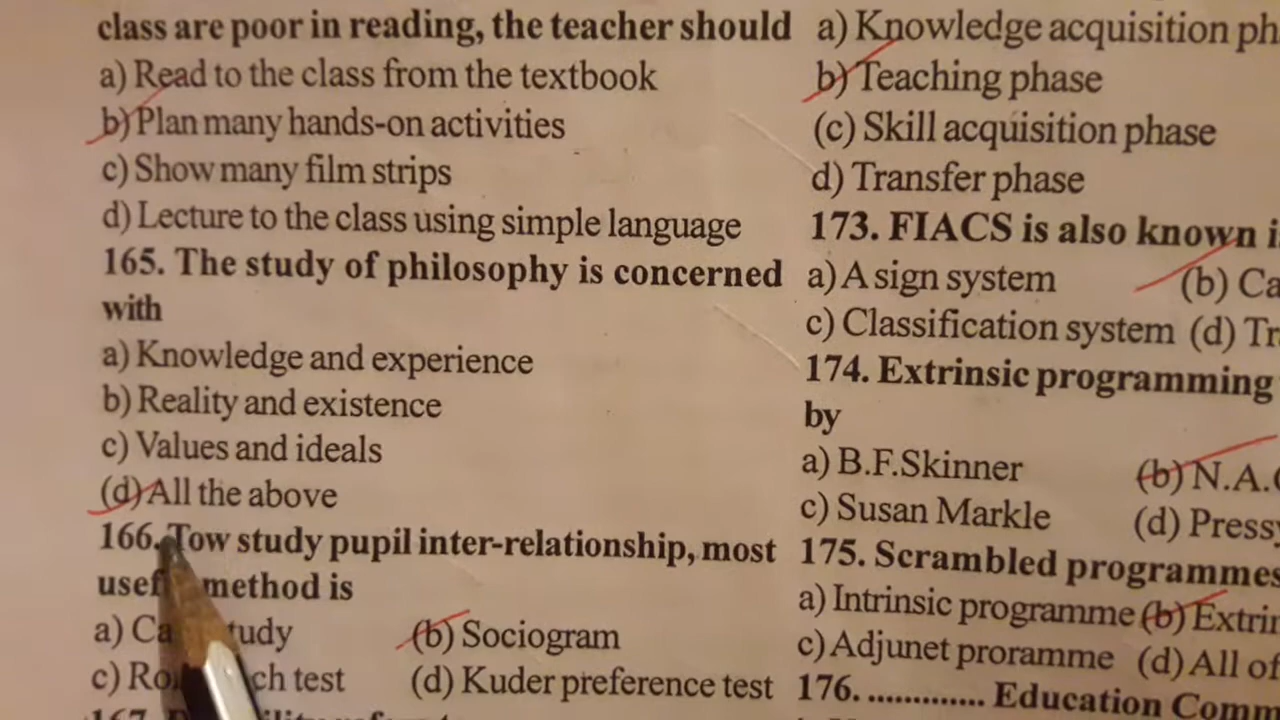 class are poor in reading, the teacher should
a) Read to the class from the textbook
b) Plan many hands-on activities
c) Show many film strips
d) Lecture to the class using simple language
165. The study of philosophy is concerned
with
a) Knowledge and experience
b) Reality and existence
c) Values and ideals
(d) All the above
166. Tow study pupil inter-relationship, most
method is
a) (b) Sociogram
c) test (d) Kuder preference test
a) Knowledge acquisition
b) Teaching phase
(c) Skill acquisition phase
d) Transfer phase
173. FIACS is also known
a) A sign system (b)
c) Classification system (d)
174. Extrinsic programming
by
a) B.F.Skinner (b) N.A.
c) Susan Markle (d)
175. Scrambled programmes
a) Intrinsic programme (b)
c) Adjunet proramme (d) All of
176. ............. Education